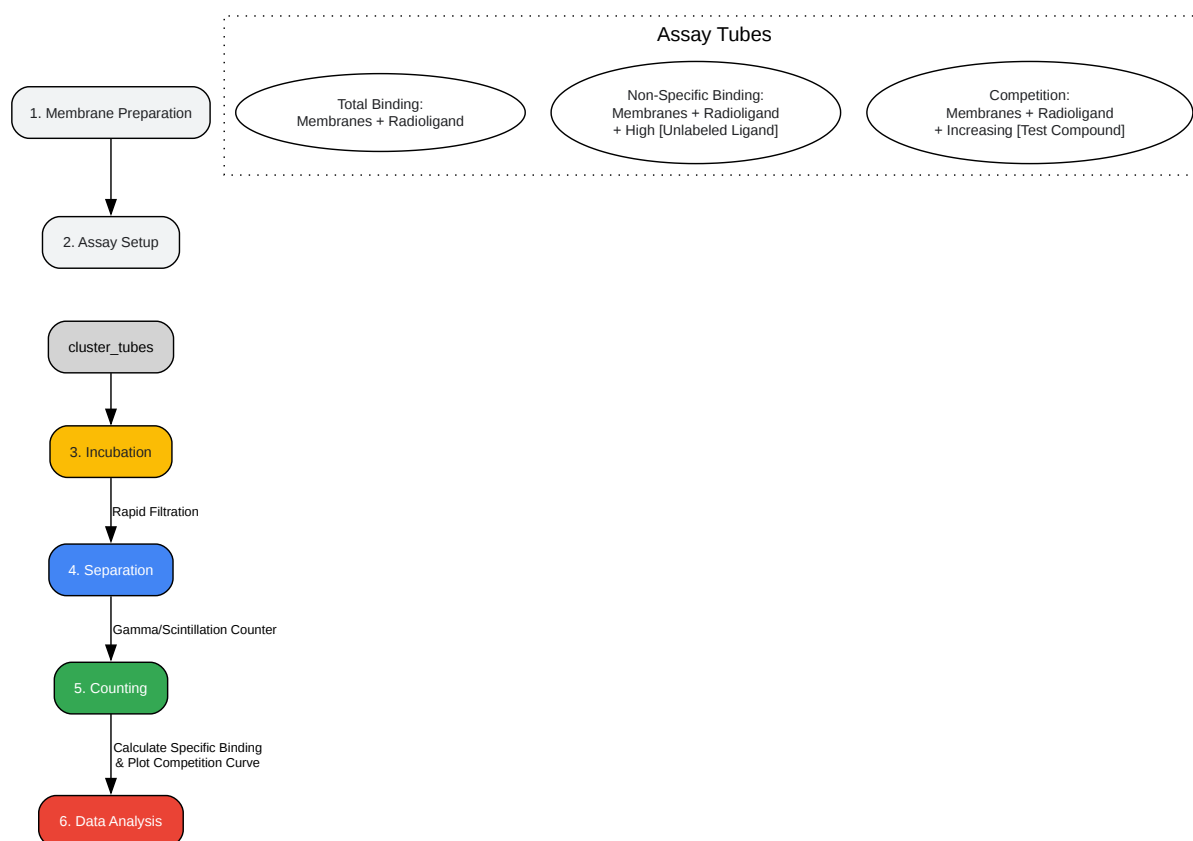 Assay Tubes
1. Membrane Preparation
Total Binding:
Membranes + Radioligand
Non-Specific Binding:
Membranes + Radioligand
+ High [Unlabeled Ligand]
Competition:
Membranes + Radioligand
+ Increasing [Test Compound]
2. Assay Setup
cluster_tubes
3. Incubation
Rapid Filtration
4. Separation
Gamma/Scintillation Counter
5. Counting
Calculate Specific Binding
& Plot Competition Curve
6. Data Analysis